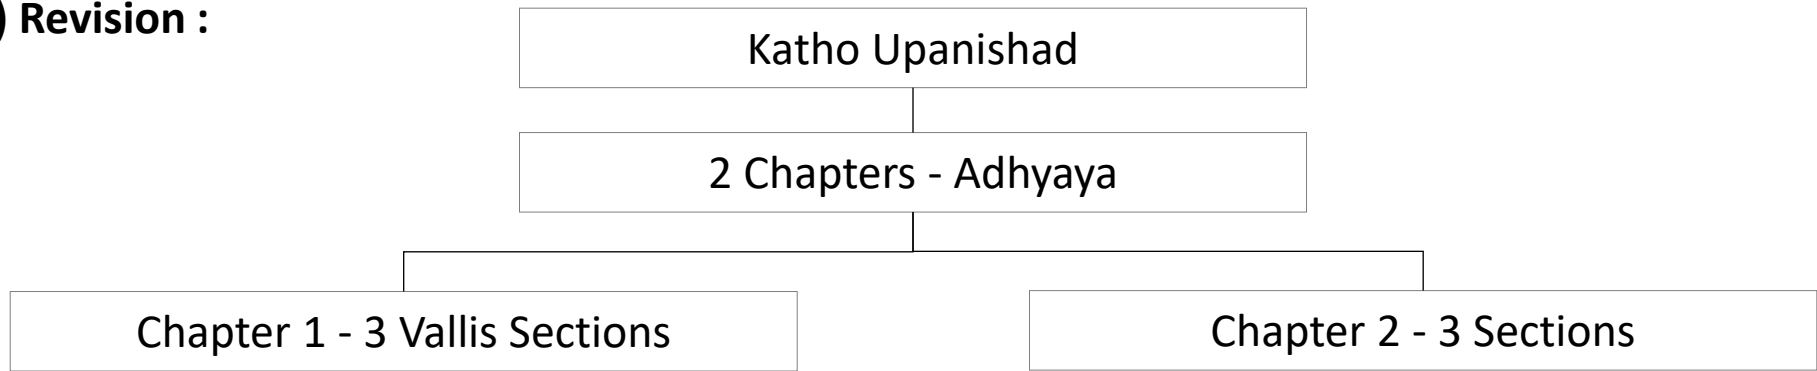 ) Revision :
Katho Upanishad
2 Chapters - Adhyaya
Chapter 1 - 3 Vallis Sections
Chapter 2 - 3 Sections